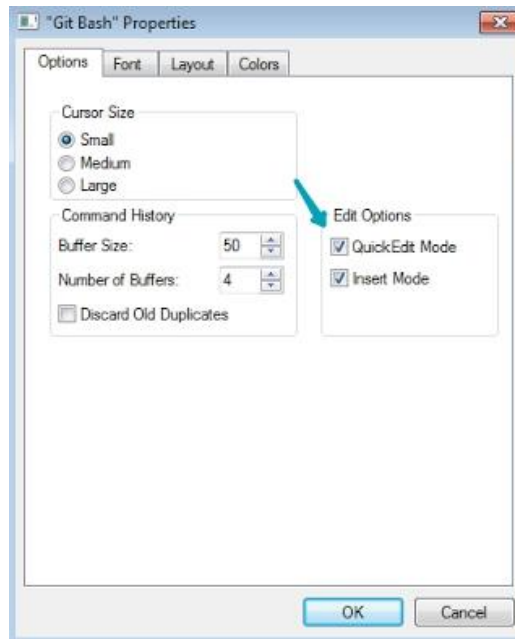 "Git Bash" Properties
Options Font Layout Colors
Cursor Size
Small
Medium
Large
Command History
Buffer Size: 50
Number of Buffers: 4
Discard Old Duplicates
Edit Options
QuickEdit Mode
Insert Mode
OK Cancel